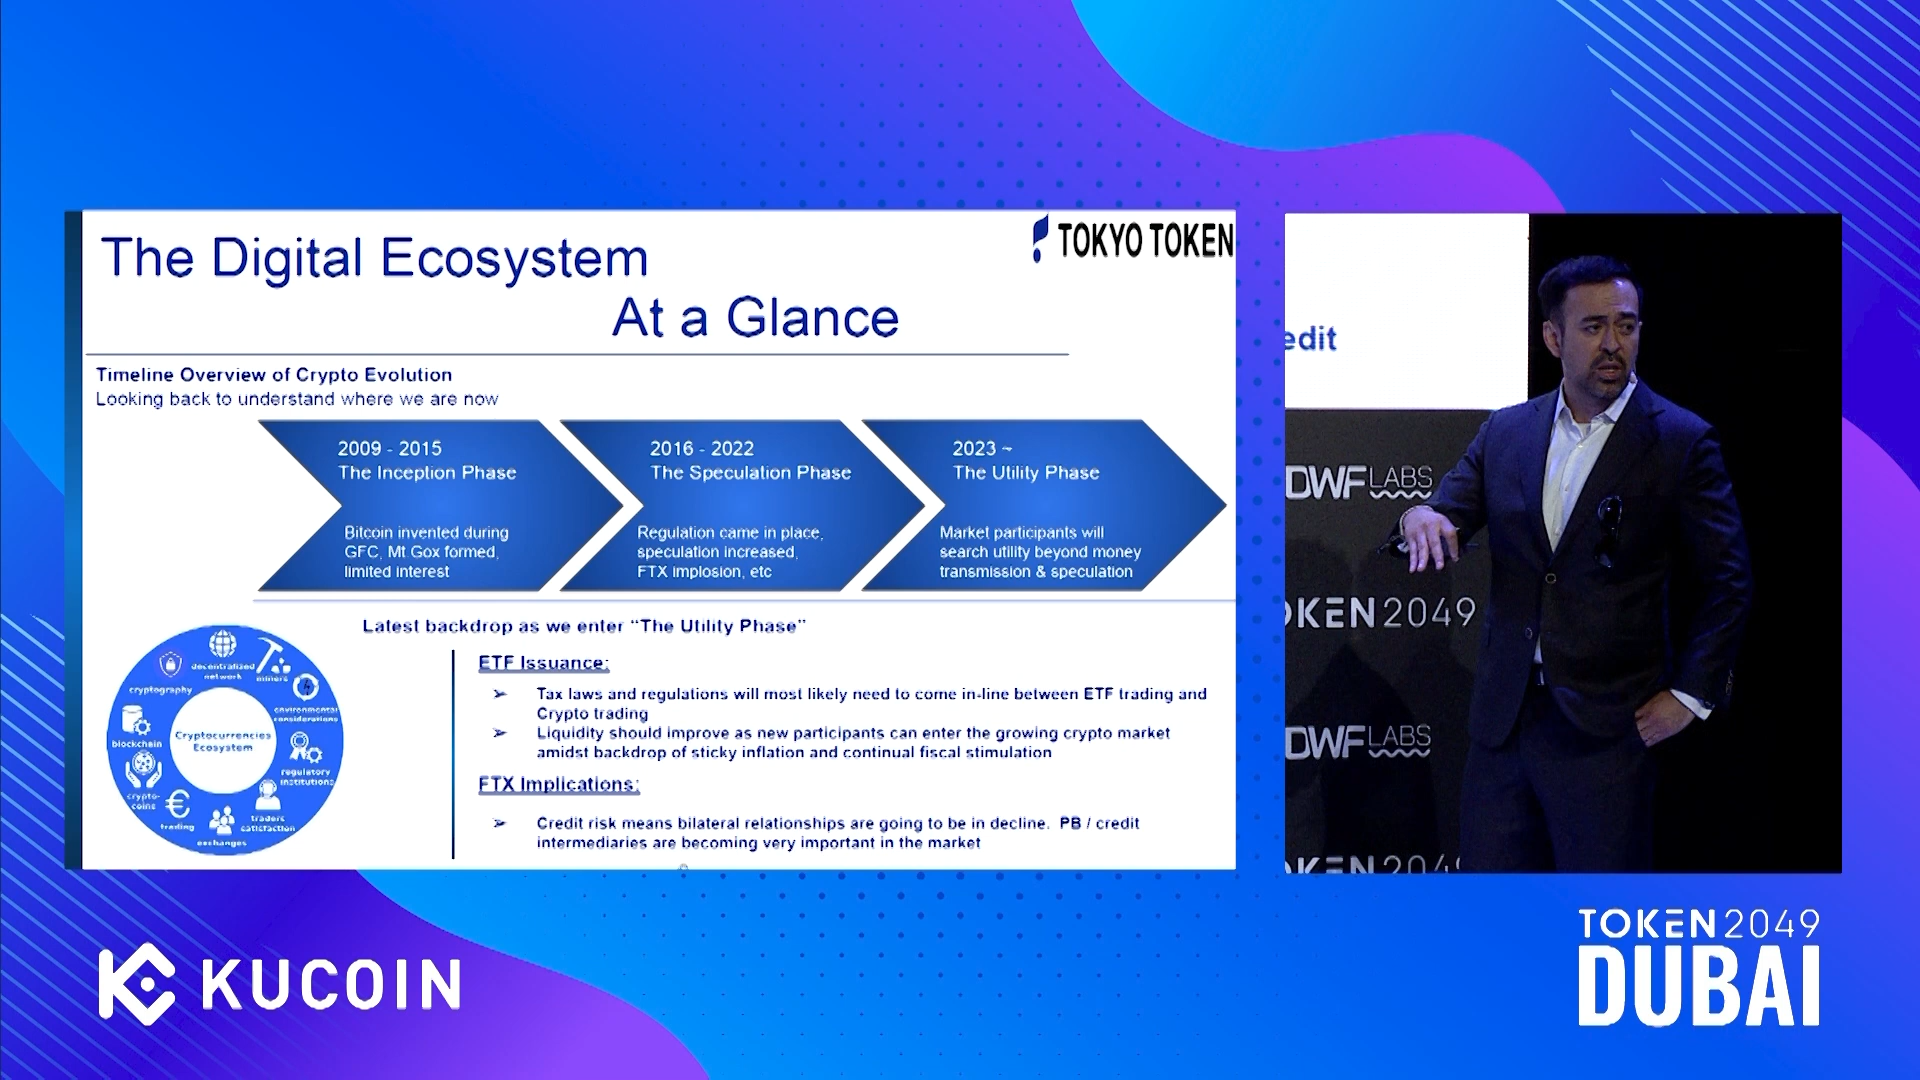 The Digital Ecosystem
At a Glance
TOKYO TOKEN
Timeline Overview of Crypto Evolution
Looking back to understand where we are now
2009 - 2015
The Inception Phase
Bitcoin invented during
GFC, Mt Gox formed,
limited interest
2016 - 2022
The Speculation Phase
Regulation came in place,
speculation increased,
FTX implosion, etc
2023 ~
The Utility Phase
Market participants will
search utility beyond money
transmission & speculation
Latest backdrop as we enter “The Utility Phase”
ETF Issuance:
➢ Tax laws and regulations will most likely need to come in-line between ETF trading and
Crypto trading
➢ Liquidity should improve as new participants can enter the growing crypto market
amidst backdrop of sticky inflation and continual fiscal stimulation
FTX Implications:
➢ Credit risk means bilateral relationships are going to be in decline. PB / credit
intermediaries are becoming very important in the market
Cryptocurrencies
Ecosystem
decentralized
network
miners
environmental
considerations
regulatory
institutions
traders
satisfaction
exchanges
trading
crypto-
coins
blockchain
cryptography
edit
DWF LABS
OKEN2049
DWF LABS
OKEN 2049
KUCOIN
TOKEN2049
DUBAI